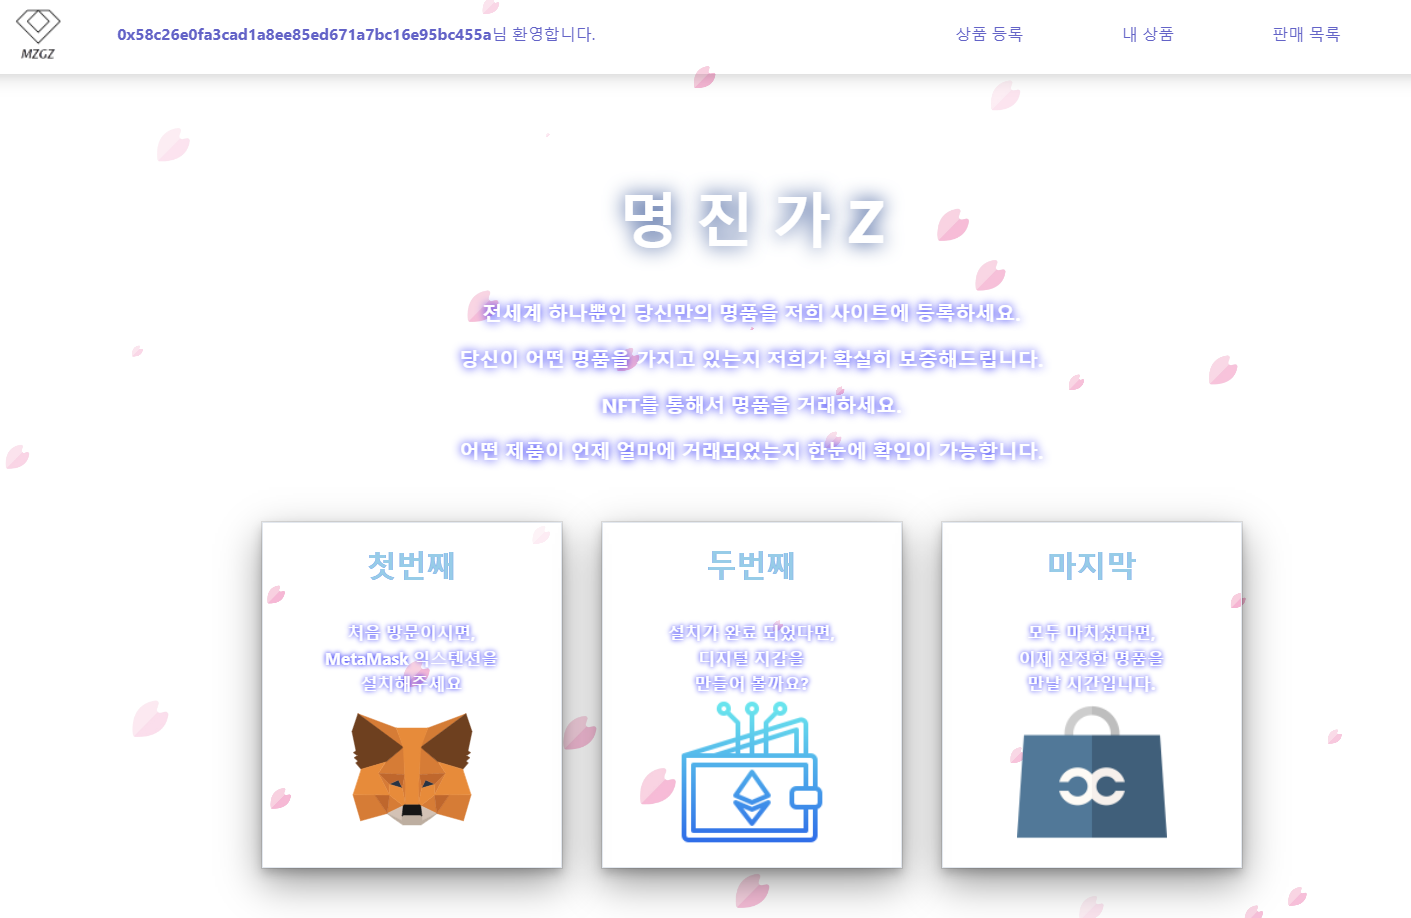 MZGZ
0x58c26e0fa3cad1a8ee85ed671a7bc16e95bc455a님 환영합니다.
상품 등록
내 상품
판매 목록
명 진 가 Z
전세계 하나뿐인 당신만의 명품을 저희 사이트에 등록하세요.
당신이 어떤 명품을 가지고 있는지 저희가 확실히 보증해드립니다.
NFT를 통해서 명품을 거래하세요.
어떤 제품이 언제 얼마에 거래되었는지 한눈에 확인이 가능합니다.
첫번째
처음 방문이시면,
MetaMask 익스텐션을
설치해주세요
두번째
설치가 완료 되었다면,
디지털 지갑을
만들어 볼까요?
마지막
모두 마치셨다면,
이제 진정한 명품을
만날 시간입니다.